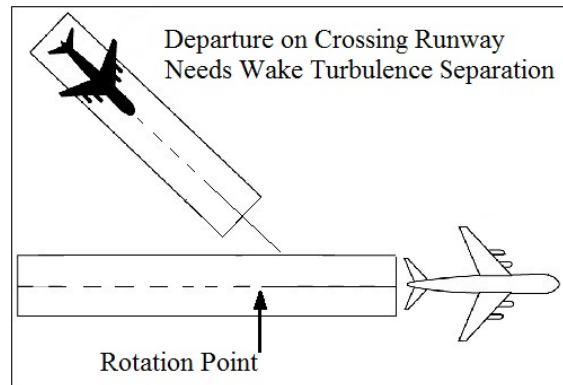 Departure on Crossing Runway
Needs Wake Turbulence Separation
Rotation Point